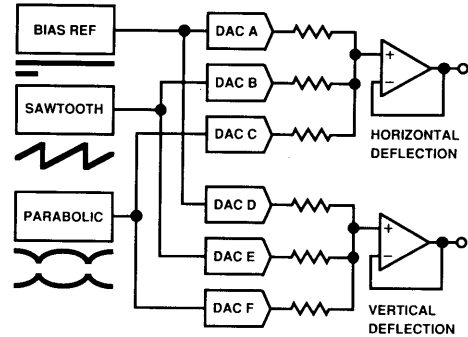 BIAS REF
SAWTOOTH
PARABOLIC
DAC A
DAC B
DAC C
DAC D
DAC E
DAC F
+
−
HORIZONTAL
DEFLECTION
+
−
VERTICAL
DEFLECTION